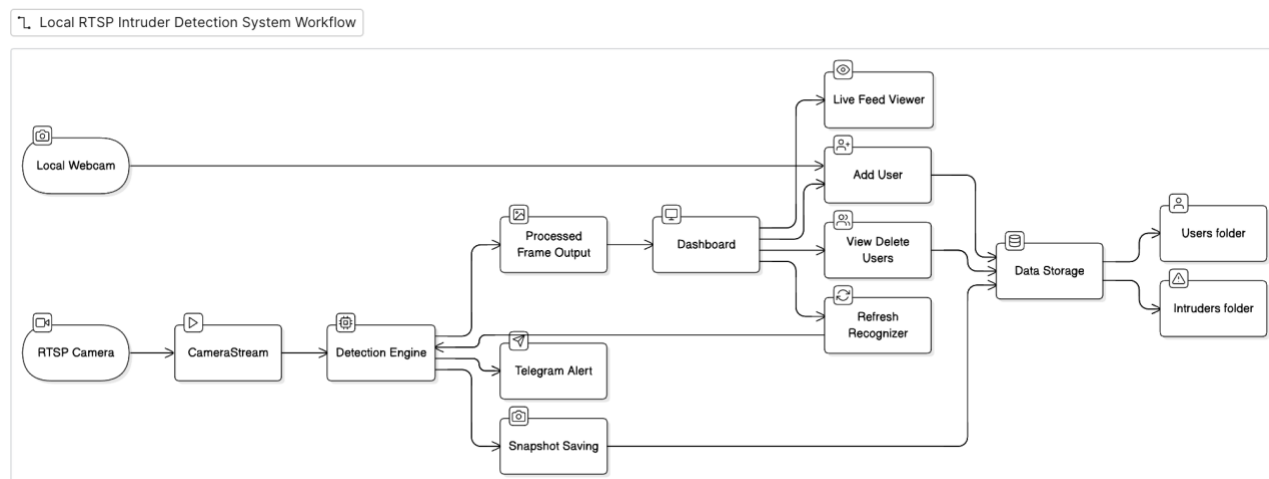 Local RTSP Intruder Detection System Workflow
Live Feed Viewer
Local Webcam
Add User
Processed
Frame Output
Dashboard
View Delete
Users
Data Storage
Users folder
Intruders folder
RTSP Camera
CameraStream
Detection Engine
Refresh
Recognizer
Telegram Alert
Snapshot Saving